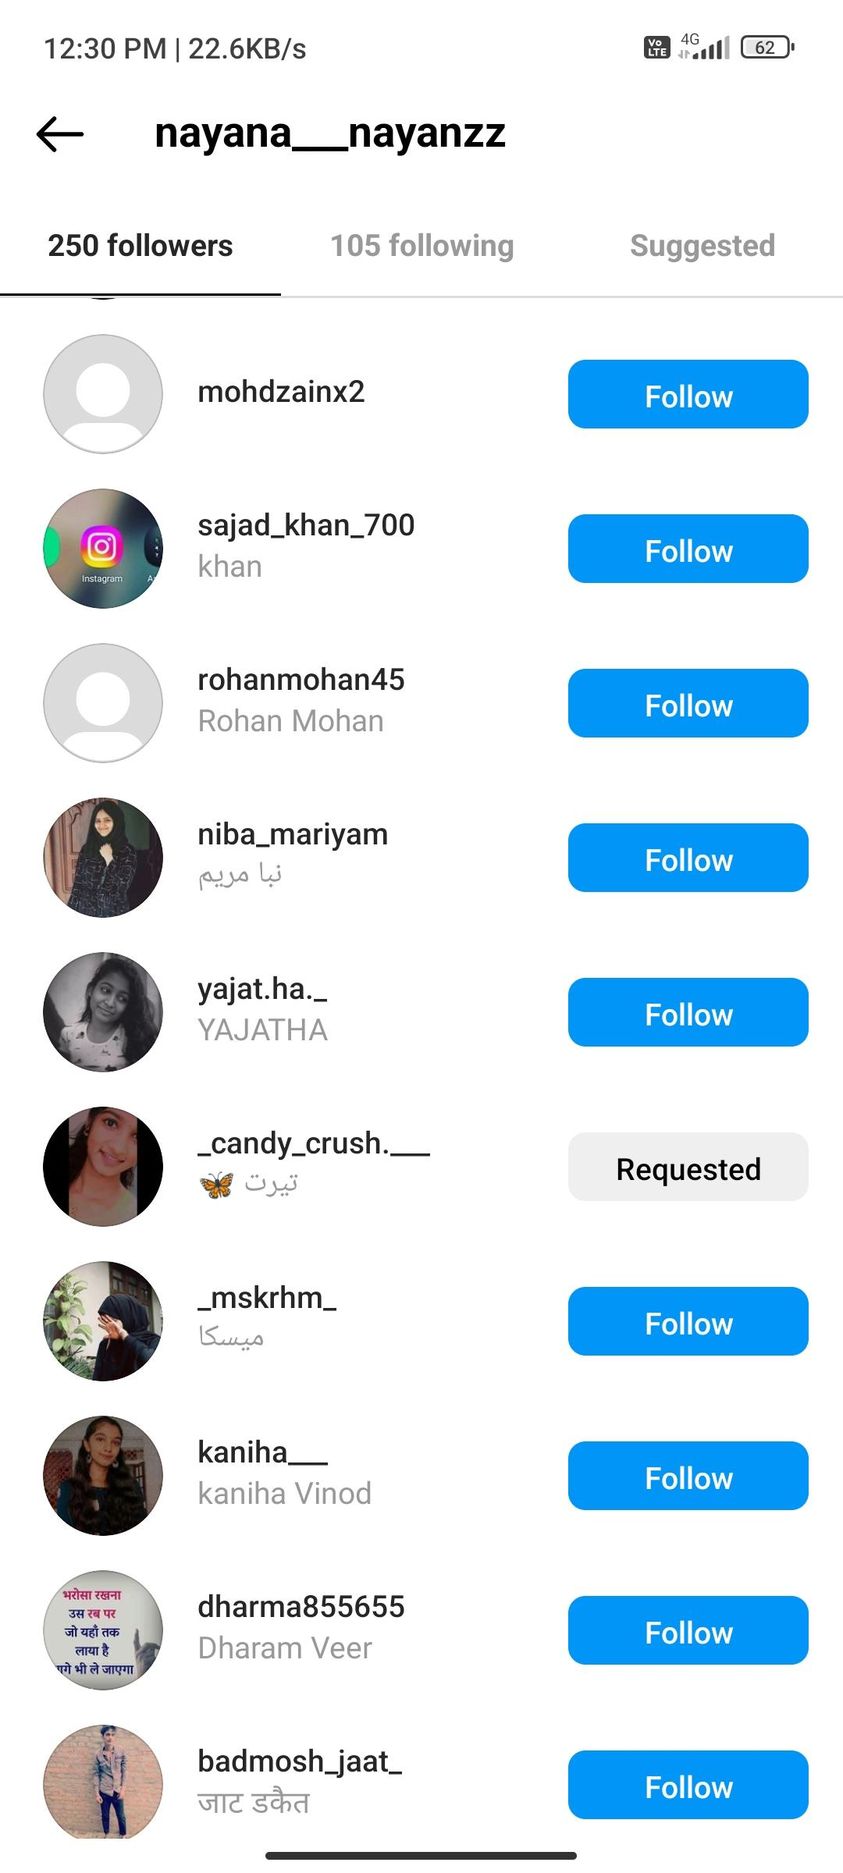 12:30 PM | 22.6KB/s
Vo LTE 4G 62
nayana___nayanzz
250 followers 105 following Suggested
mohdzainx2
Follow
sajad_khan_700
khan
Follow
Instagram
rohanmohan45
Rohan Mohan
Follow
niba_mariyam
نبا مريم
Follow
yajat.ha._
YAJATHA
Follow
_candy_crush.___
🦋 تيرت
Requested
_mskrhm_
ميسكا
Follow
kaniha___
kaniha Vinod
Follow
भरोसा रखना
उस रब पर
जो यहाँ तक
लाया है
भी ले जाएगा
dharma855655
Dharam Veer
Follow
badmosh_jaat_
जाट डकैत
Follow